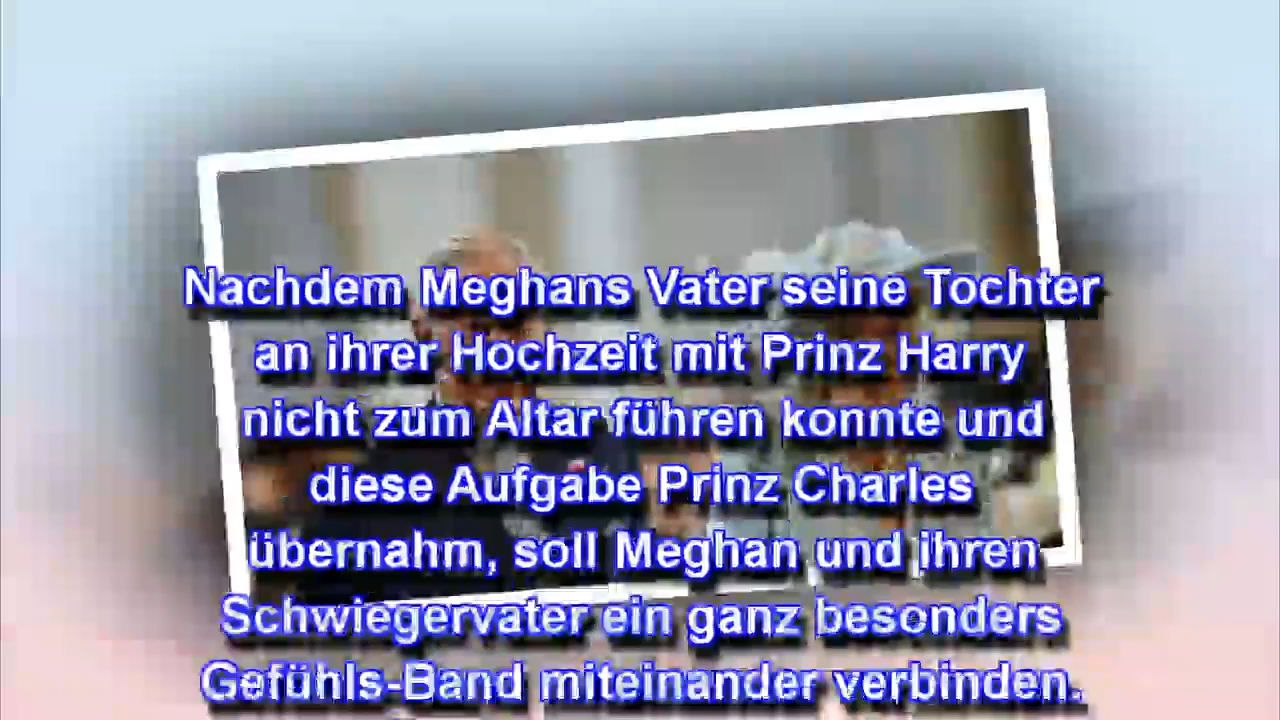 Nachdem Meghans Vater seine Tochter
an ihrer Hochzeit mit Prinz Harry
nicht zum Altar führen konnte und
diese Aufgabe Prinz Charles
übernahm, soll Meghan und ihren
Schwiegervater ein ganz besonders
Gefühls-Band miteinander verbinden.